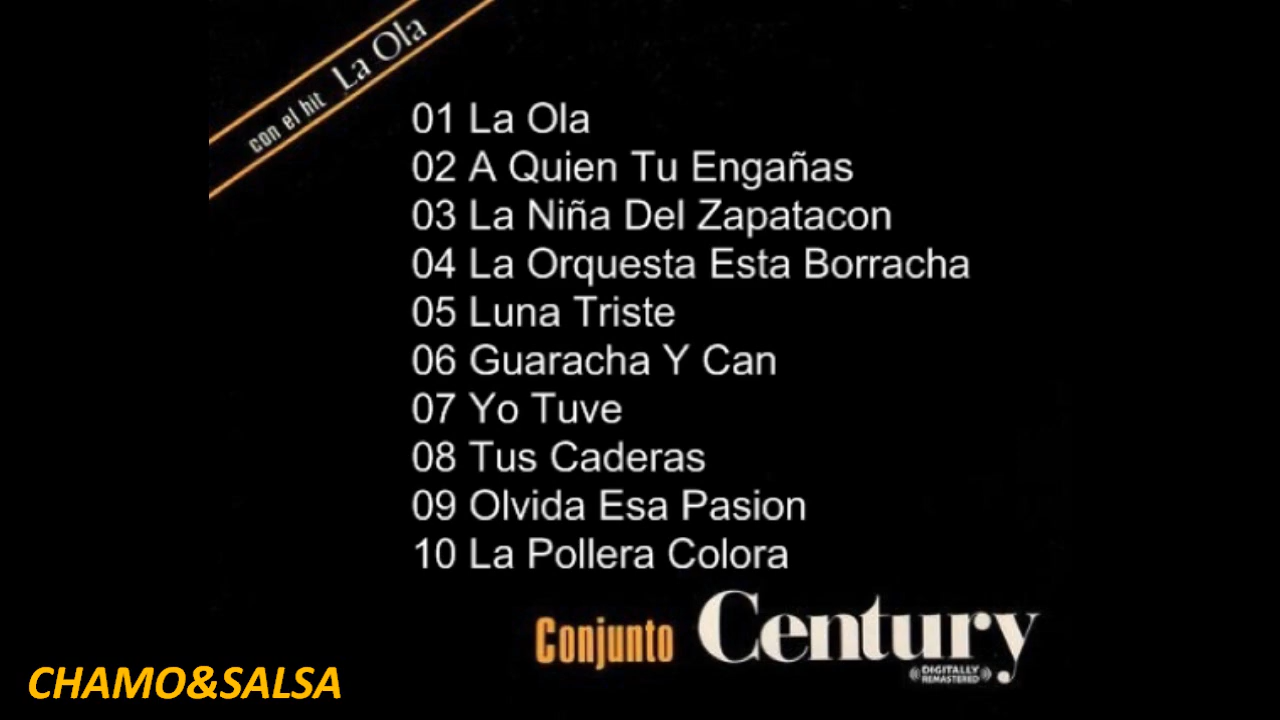 con el hit La Ola
01 La Ola
02 A Quien Tu Engañas
03 La Niña Del Zapatacon
04 La Orquesta Esta Borracha
05 Luna Triste
06 Guaracha Y Can
07 Yo Tuve
08 Tus Caderas
09 Olvida Esa Pasion
10 La Pollera Colora
Conjunto Century
DIGITALLY
REMASTERED
CHAMO&SALSA